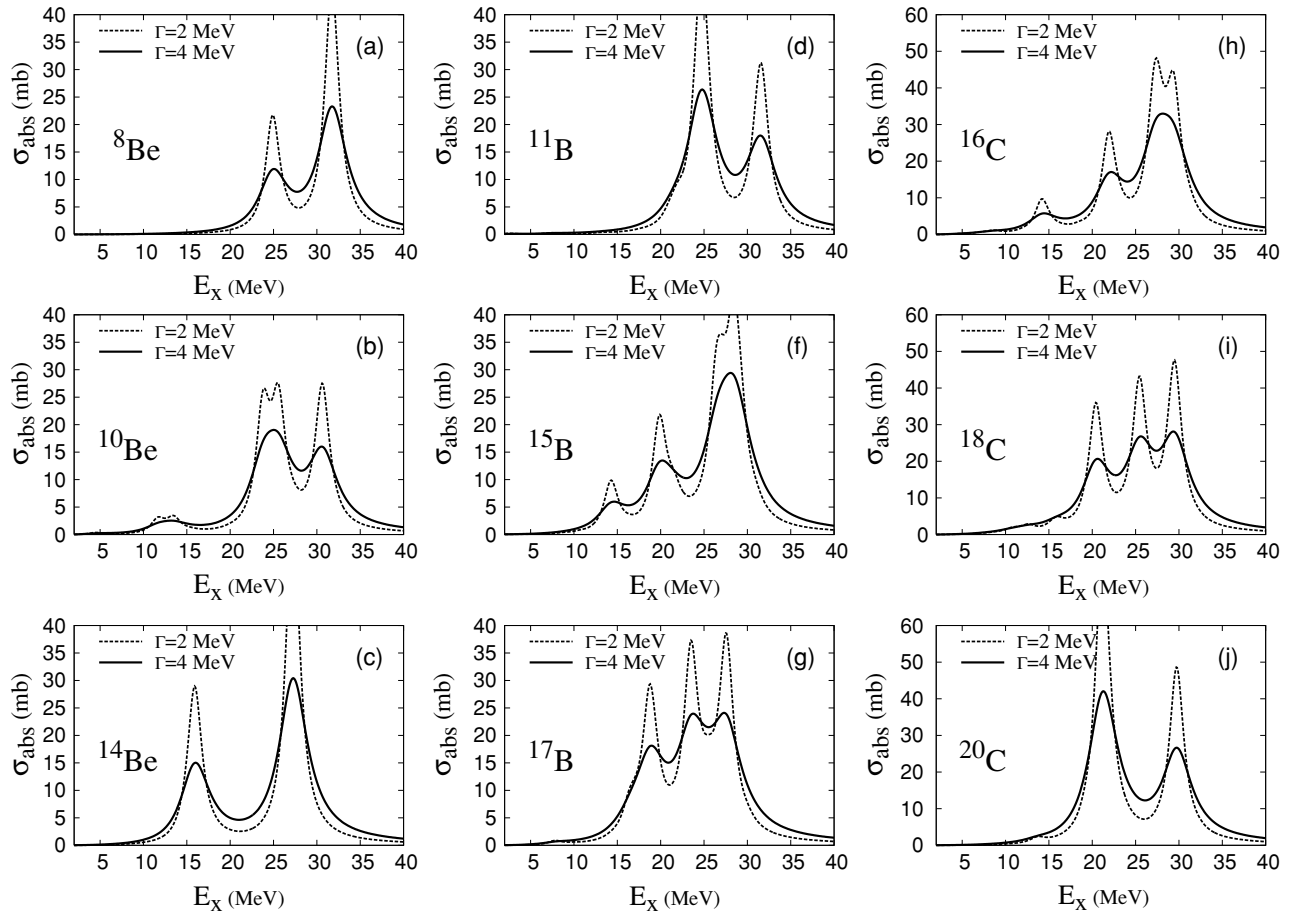 40
35
30
25
20
15
10
5
0
σabs (mb)
Γ=2 MeV
Γ=4 MeV
(a)
⁸Be
5 10 15 20 25 30 35 40
Ex (MeV)
40
35
30
25
20
15
10
5
0
σabs (mb)
Γ=2 MeV
Γ=4 MeV
(d)
¹¹B
5 10 15 20 25 30 35 40
Ex (MeV)
60
50
40
30
20
10
0
σabs (mb)
Γ=2 MeV
Γ=4 MeV
(h)
¹⁶C
5 10 15 20 25 30 35 40
Ex (MeV)
40
35
30
25
20
15
10
5
0
σabs (mb)
Γ=2 MeV
Γ=4 MeV
(b)
¹⁰Be
5 10 15 20 25 30 35 40
Ex (MeV)
40
35
30
25
20
15
10
5
0
σabs (mb)
Γ=2 MeV
Γ=4 MeV
(f)
¹⁵B
5 10 15 20 25 30 35 40
Ex (MeV)
60
50
40
30
20
10
0
σabs (mb)
Γ=2 MeV
Γ=4 MeV
(i)
¹⁸C
5 10 15 20 25 30 35 40
Ex (MeV)
40
35
30
25
20
15
10
5
0
σabs (mb)
Γ=2 MeV
Γ=4 MeV
(c)
¹⁴Be
5 10 15 20 25 30 35 40
Ex (MeV)
40
35
30
25
20
15
10
5
0
σabs (mb)
Γ=2 MeV
Γ=4 MeV
(g)
¹⁷B
5 10 15 20 25 30 35 40
Ex (MeV)
60
50
40
30
20
10
0
σabs (mb)
Γ=2 MeV
Γ=4 MeV
(j)
²⁰C
5 10 15 20 25 30 35 40
Ex (MeV)